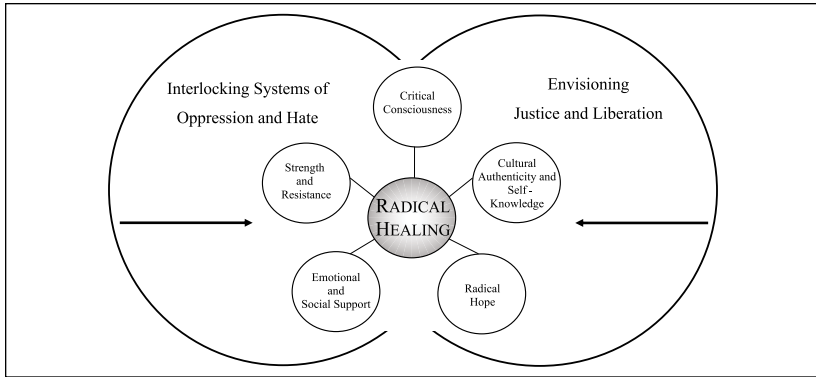 Interlocking Systems of
Oppression and Hate
Envisioning
Justice and Liberation
Critical
Consciousness
Strength
and
Resistance
Cultural
Authenticity and
Self -
Knowledge
RADICAL
HEALING
Emotional
and
Social Support
Radical
Hope